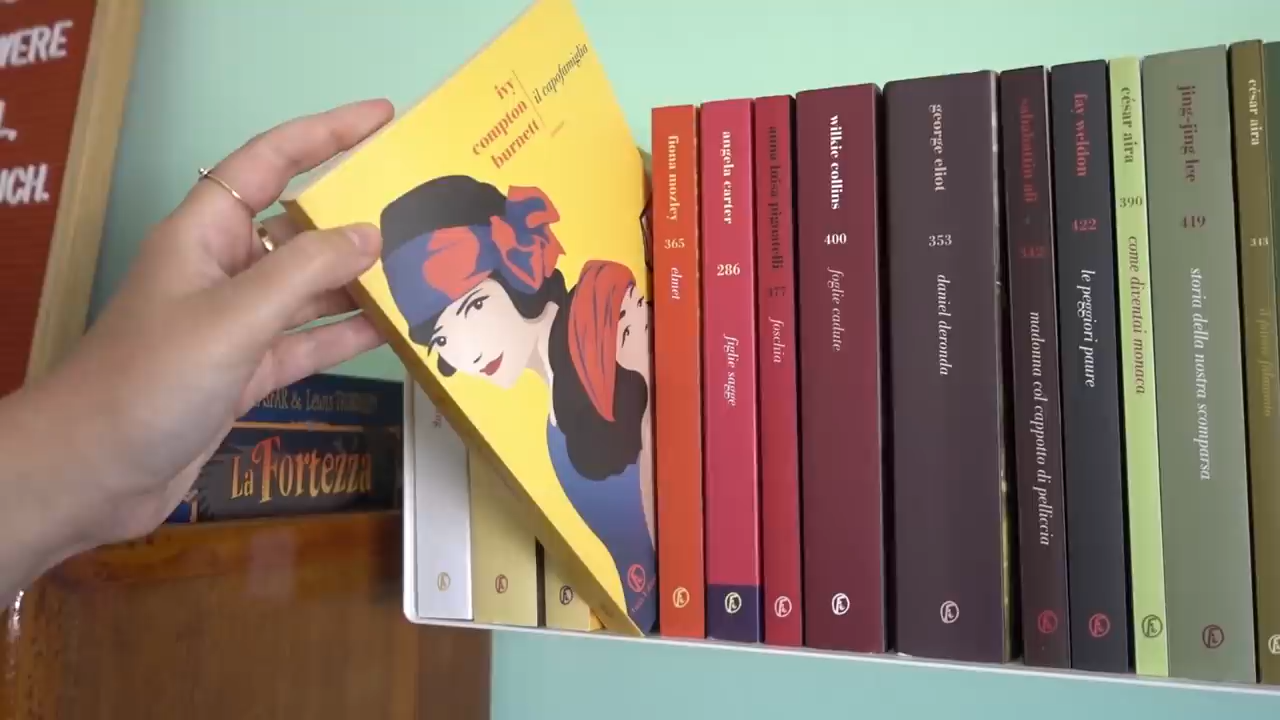 WERE
L.
UCH.
ivy
compton
burnett
il capofamiglia
La Fortezza
fiona mozley
365
elmet
angela carter
286
figlie sagge
anna luisa pignatelli
377
foschia
wilkie collins
400
foglie cadute
george eliot
353
daniel deronda
sabahattin ali
442
madonna col cappotto di pelliccia
fay weldon
422
le peggiori paure
césar aira
390
come diventai monaca
jing-jing lee
419
storia della nostra scomparsa
césar aira
313